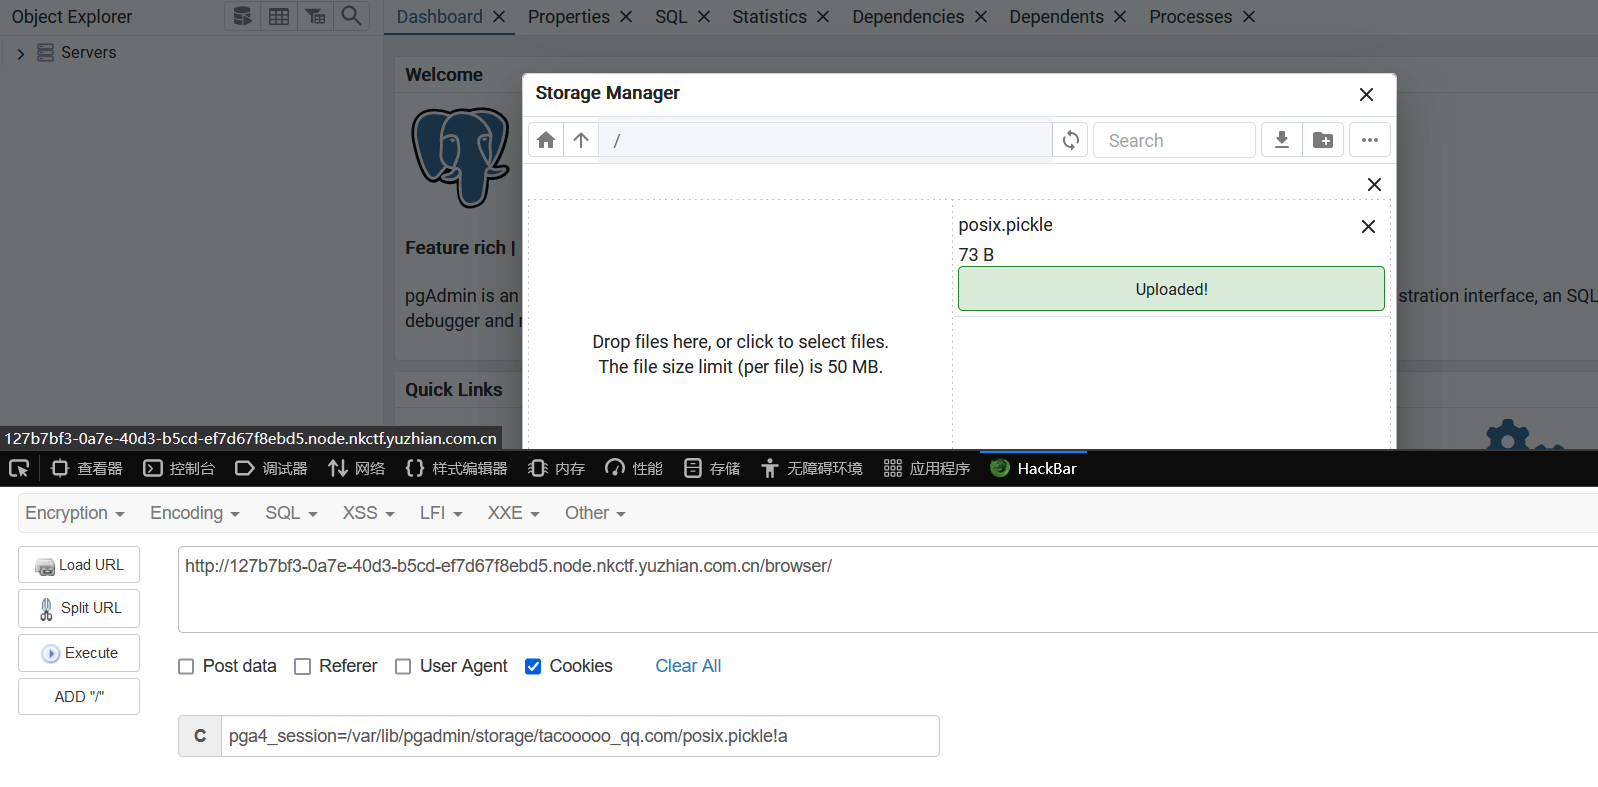 Object Explorer
Dashboard Properties SQL Statistics Dependencies Dependents Processes
Servers
Welcome
Storage Manager
/
Search
posix.pickle
73 B
Uploaded!
Feature rich |
pgAdmin is an
stration interface, an SQL
debugger and
Drop files here, or click to select files.
The file size limit (per file) is 50 MB.
Quick Links
127b7bf3-0a7e-40d3-b5cd-ef7d67f8ebd5.node.nkctf.yuzhian.com.cn
查看器 控制台 调试器 网络 样式编辑器 内存 性能 存储 无障碍环境 应用程序 HackBar
Encryption Encoding SQL XSS LFI XXE Other
Load URL
http://127b7bf3-0a7e-40d3-b5cd-ef7d67f8ebd5.node.nkctf.yuzhian.com.cn/browser/
Split URL
Execute
Post data Referer User Agent Cookies Clear All
ADD "/"
C pga4_session=/var/lib/pgadmin/storage/tacooooo_qq.com/posix.pickle!a